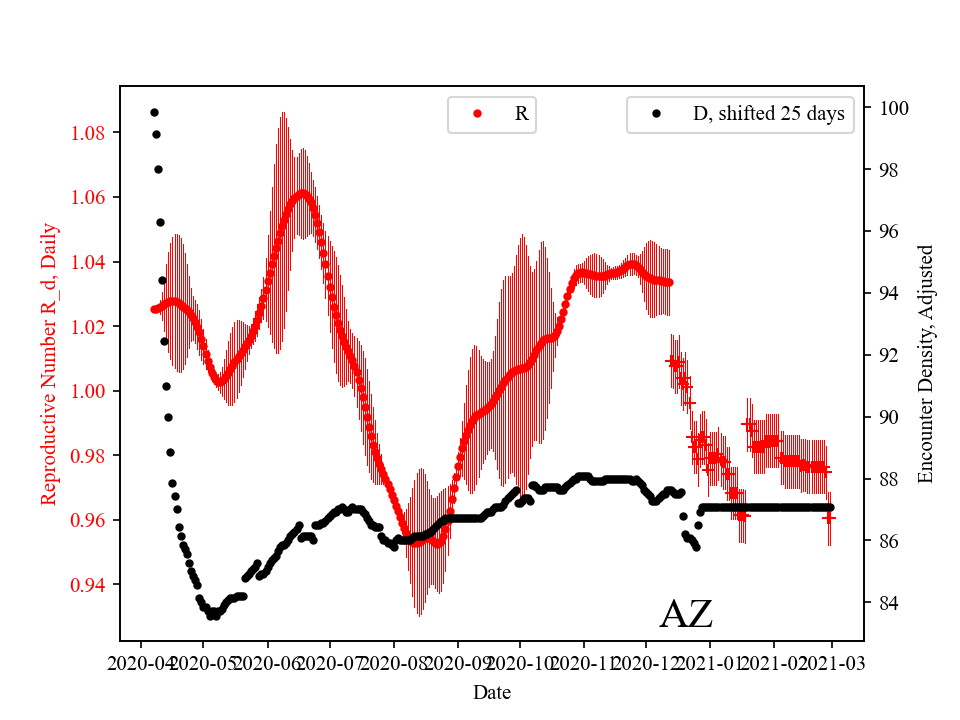 R
D, shifted 25 days
1.08
1.06
1.04
1.02
1.00
0.98
0.96
0.94
Reproductive Number R_d, Daily
100
98
96
94
92
90
88
86
84
Encounter Density, Adjusted
AZ
2020-04 2020-05 2020-06 2020-07 2020-08 2020-09 2020-10 2020-11 2020-12 2021-01 2021-02 2021-03
Date